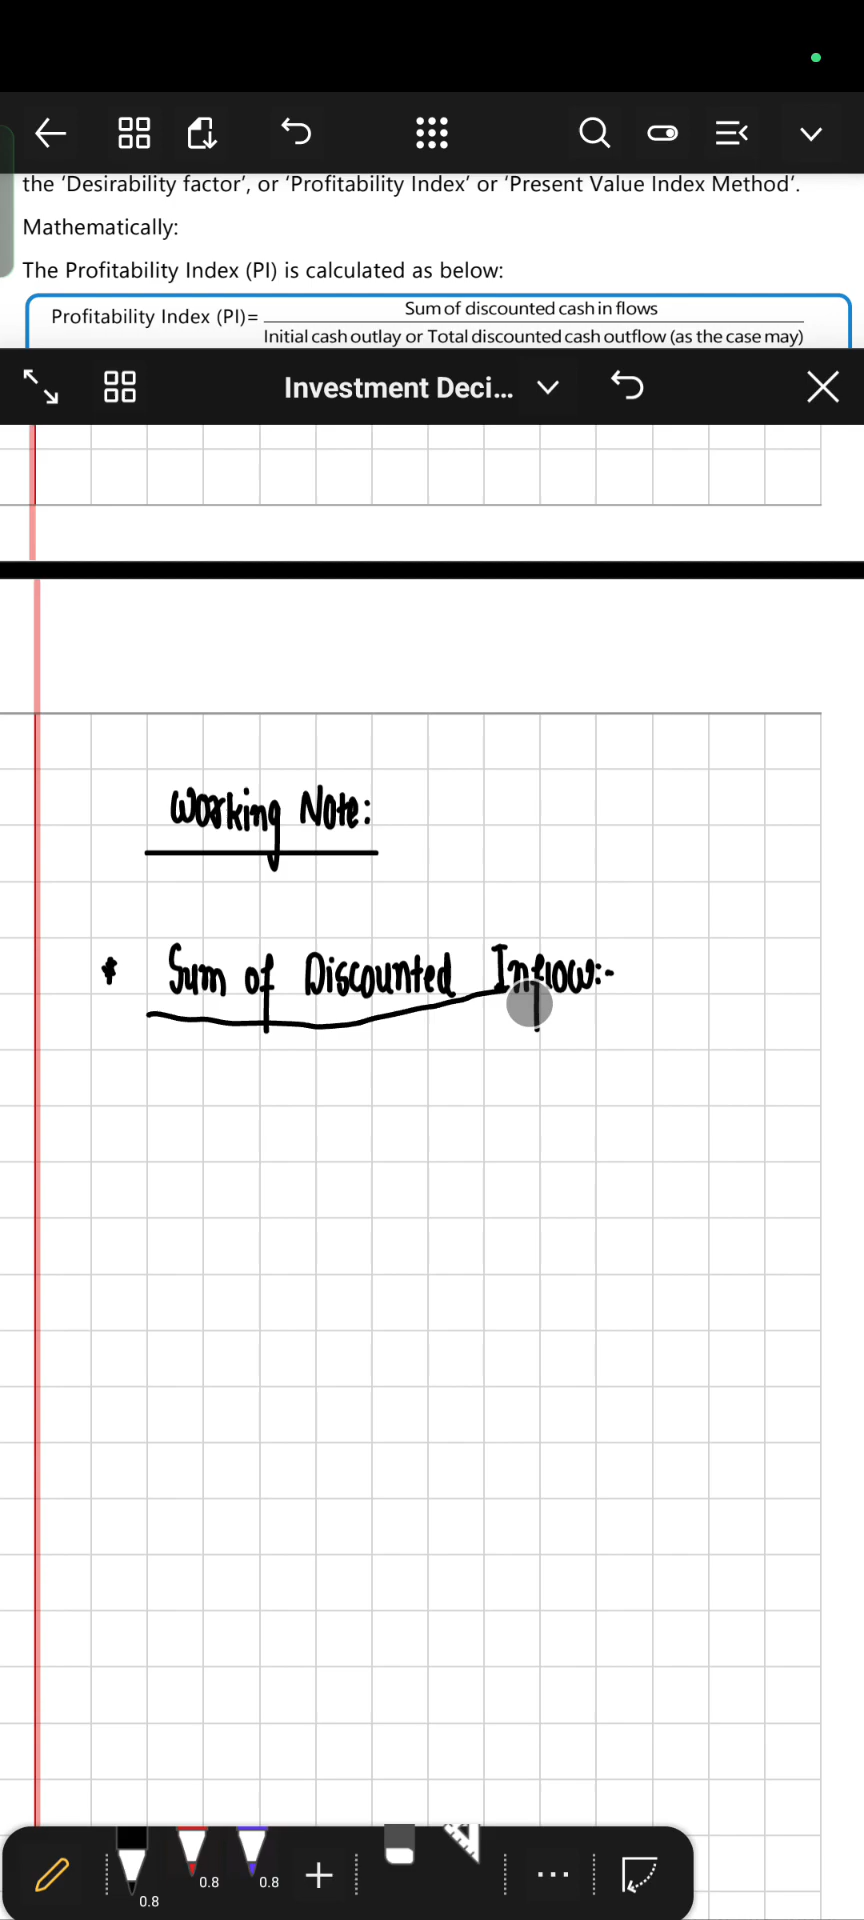 the ‘Desirability factor’, or ‘Profitability Index’ or ‘Present Value Index Method’.
Mathematically:
The Profitability Index (PI) is calculated as below:
Profitability Index (PI)= Sum of discounted cash in flows
Initial cash outlay or Total discounted cash outflow (as the case may)
Investment Deci...
Working Note:
* Sum of Discounted Inflow:-
0.8
0.8
0.8